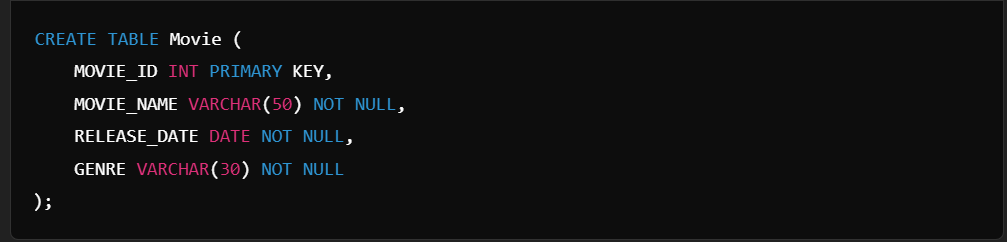 CREATE TABLE Movie (
    MOVIE_ID INT PRIMARY KEY,
    MOVIE_NAME VARCHAR(50) NOT NULL,
    RELEASE_DATE DATE NOT NULL,
    GENRE VARCHAR(30) NOT NULL
);